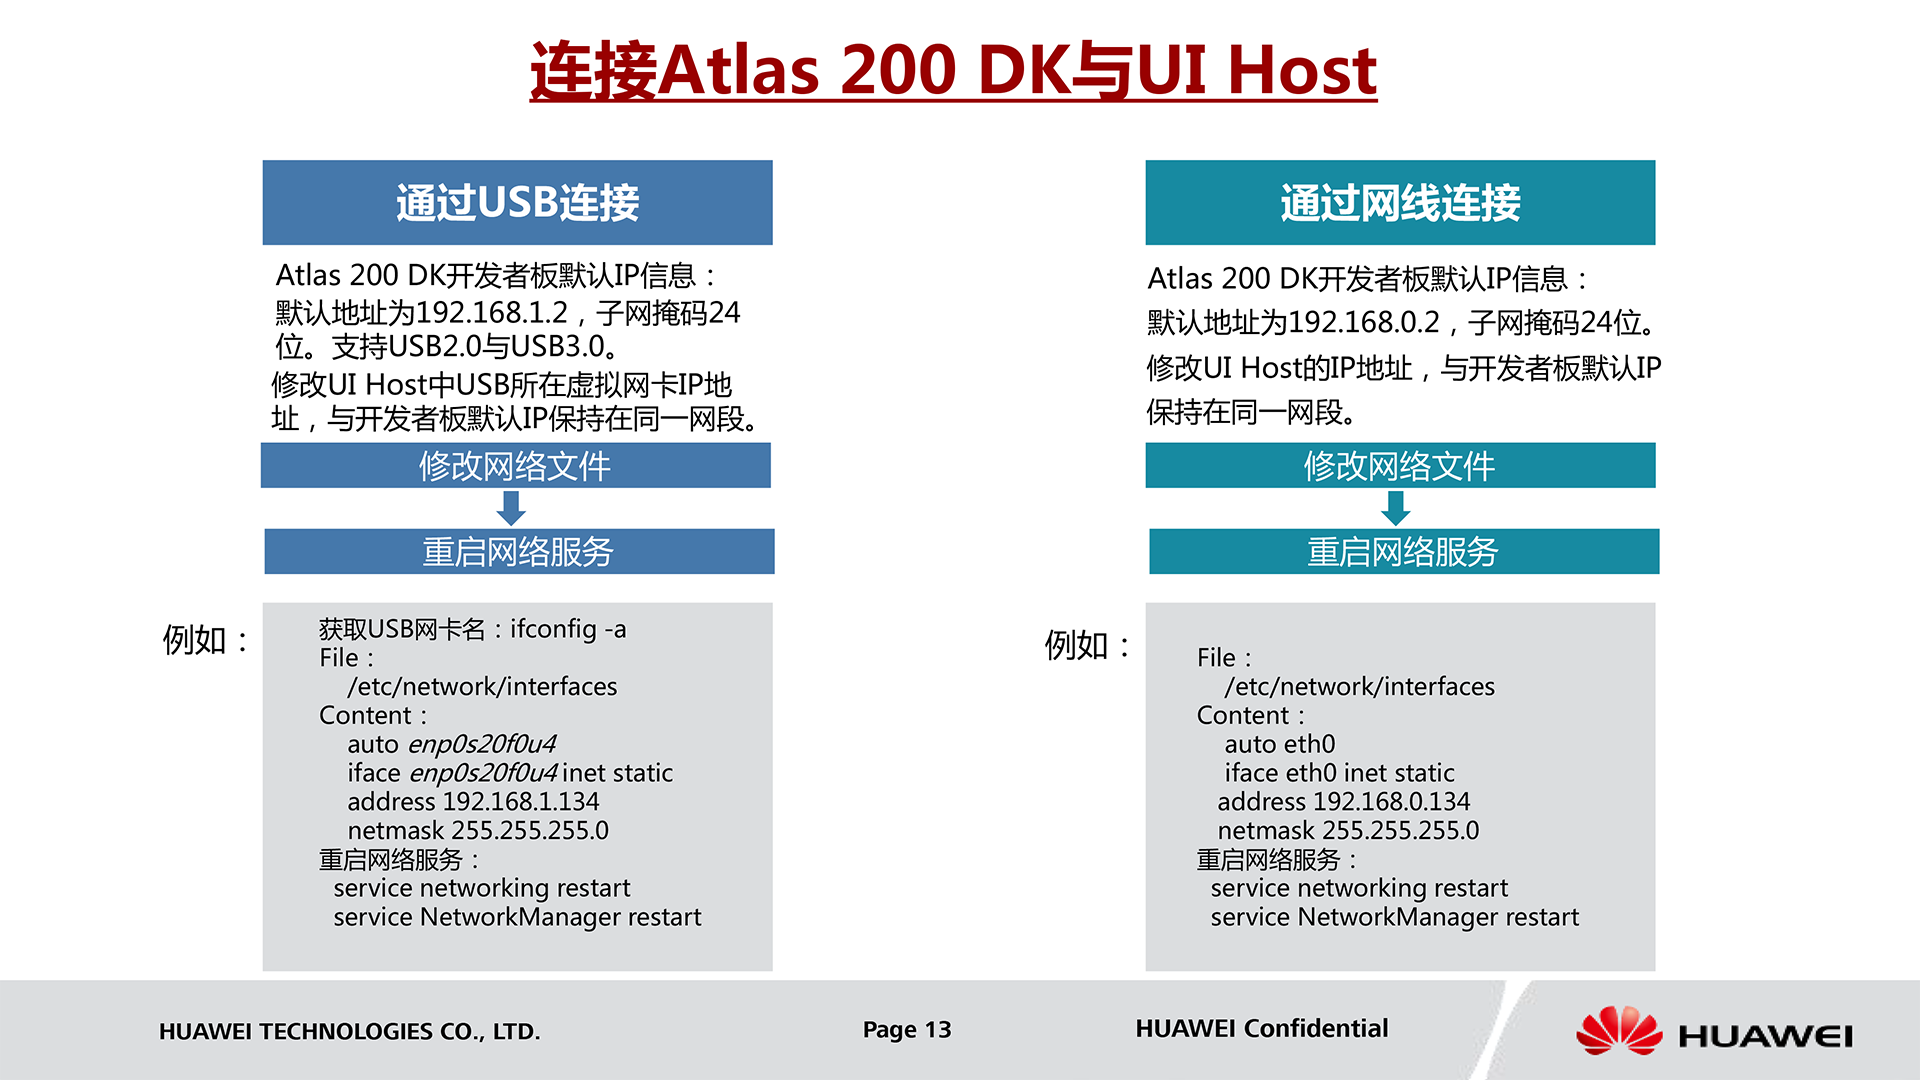 连接Atlas 200 DK与UI Host
通过USB连接
Atlas 200 DK开发者板默认IP信息：
默认地址为192.168.1.2，子网掩码24
位。支持USB2.0与USB3.0。
修改UI Host中USB所在虚拟网卡IP地
址，与开发者板默认IP保持在同一网段。
修改网络文件
重启网络服务
例如：
获取USB网卡名：ifconfig -a
File：
/etc/network/interfaces
Content：
auto enp0s20f0u4
iface enp0s20f0u4 inet static
address 192.168.1.134
netmask 255.255.255.0
重启网络服务：
service networking restart
service NetworkManager restart
通过网线连接
Atlas 200 DK开发者板默认IP信息：
默认地址为192.168.0.2，子网掩码24位。
修改UI Host的IP地址，与开发者板默认IP
保持在同一网段。
修改网络文件
重启网络服务
例如：
File：
/etc/network/interfaces
Content：
auto eth0
iface eth0 inet static
address 192.168.0.134
netmask 255.255.255.0
重启网络服务：
service networking restart
service NetworkManager restart
HUAWEI TECHNOLOGIES CO., LTD.
Page 13
HUAWEI Confidential
HUAWEI